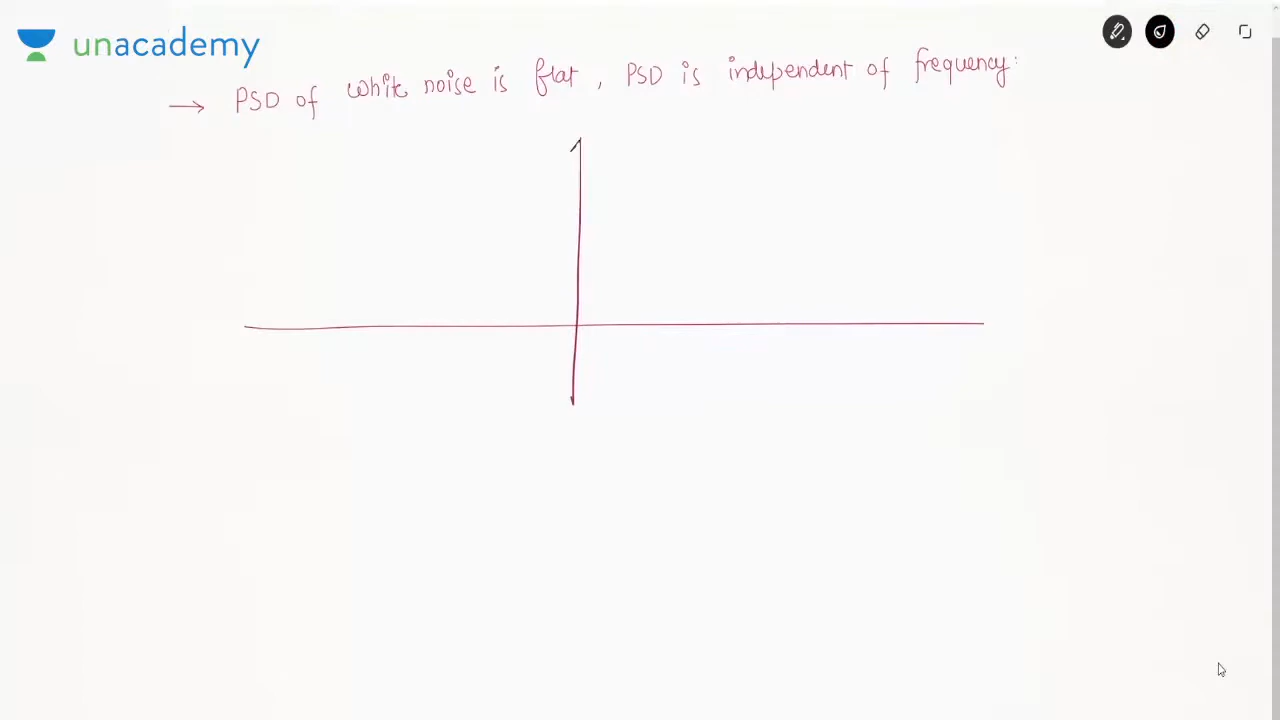 unacademy
→ PSD of white noise is flat, PSD is independent of frequency: